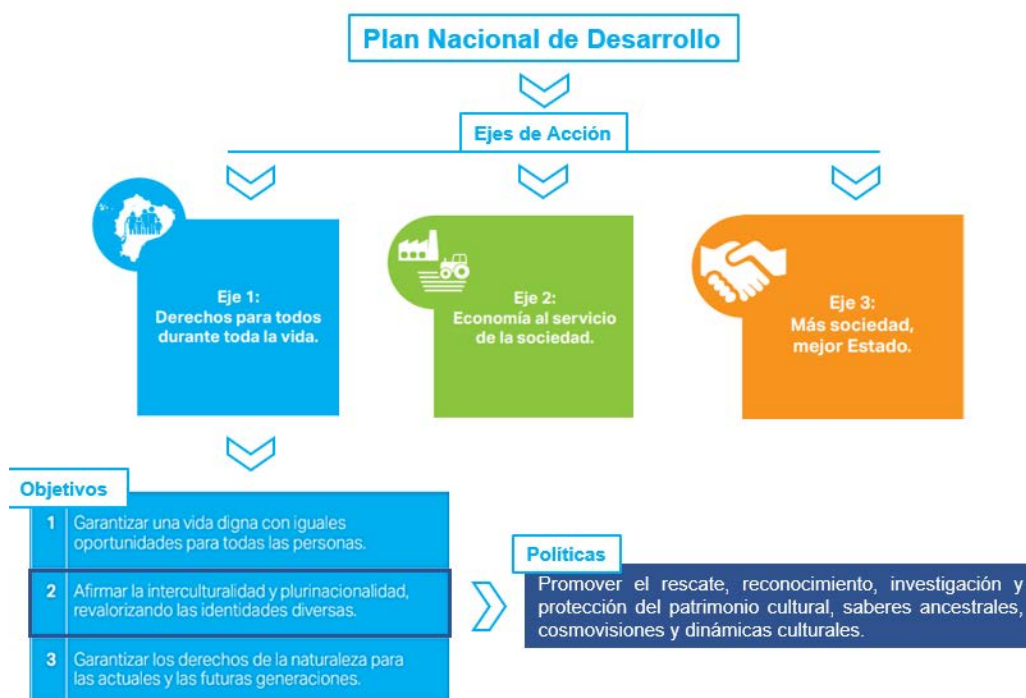 Plan Nacional de Desarrollo
Ejes de Acción
Eje 1:
Derechos para todos
durante toda la vida.
Eje 2:
Economía al servicio
de la sociedad.
Eje 3:
Más sociedad,
mejor Estado.
Objetivos
1 Garantizar una vida digna con iguales
oportunidades para todas las personas.
2 Afirmar la interculturalidad y plurinacionalidad,
revalorizando las identidades diversas.
3 Garantizar los derechos de la naturaleza para
las actuales y las futuras generaciones.
Políticas
Promover el rescate, reconocimiento, investigación y
protección del patrimonio cultural, saberes ancestrales,
cosmovisiones y dinámicas culturales.